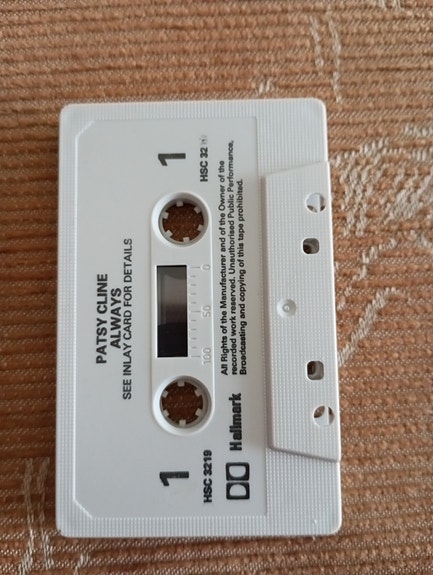 PATSY CLINE
ALWAYS
SEE INLAY CARD FOR DETAILS
1
1
HSC 3219
HSC 32
100 50 0
Hallmark
All Rights of the Manufacturer and of the Owner of the
recorded work reserved. Unauthorised Public Performance,
Broadcasting and copying of this tape prohibited.